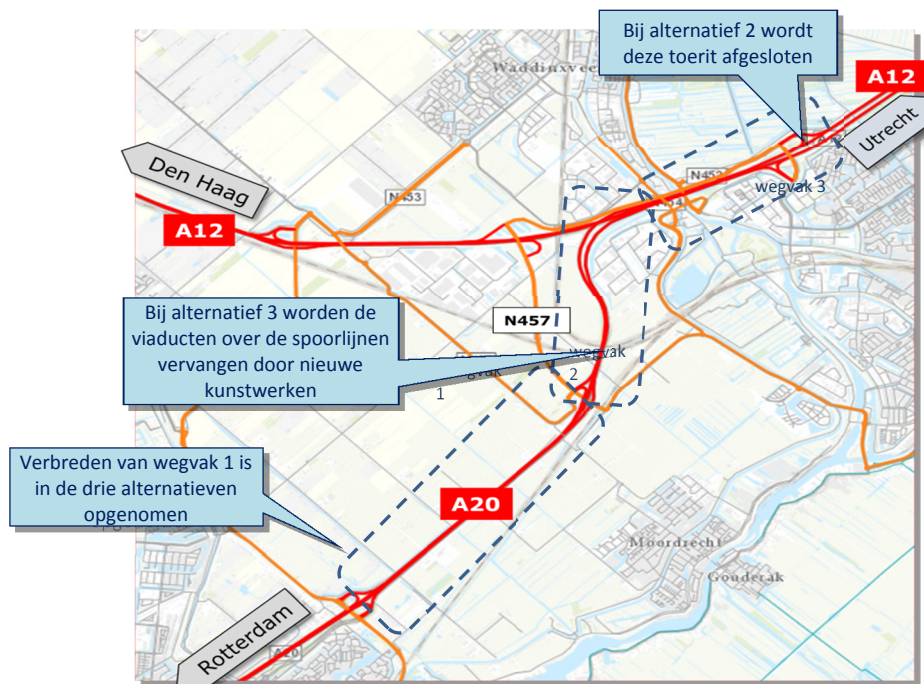 Bij alternatief 2 wordt
deze toerit afgesloten
Waddinxvee
A12
Utrecht
Den Haag
N453
wegvak 3
A12
Bij alternatief 3 worden de
viaducten over de spoorlijnen
vervangen door nieuwe
kunstwerken
N457
wegvak
2
1
Verbreden van wegvak 1 is
in de drie alternatieven
opgenomen
A20
Moordrecht
Gouderak
Rotterdam
A20